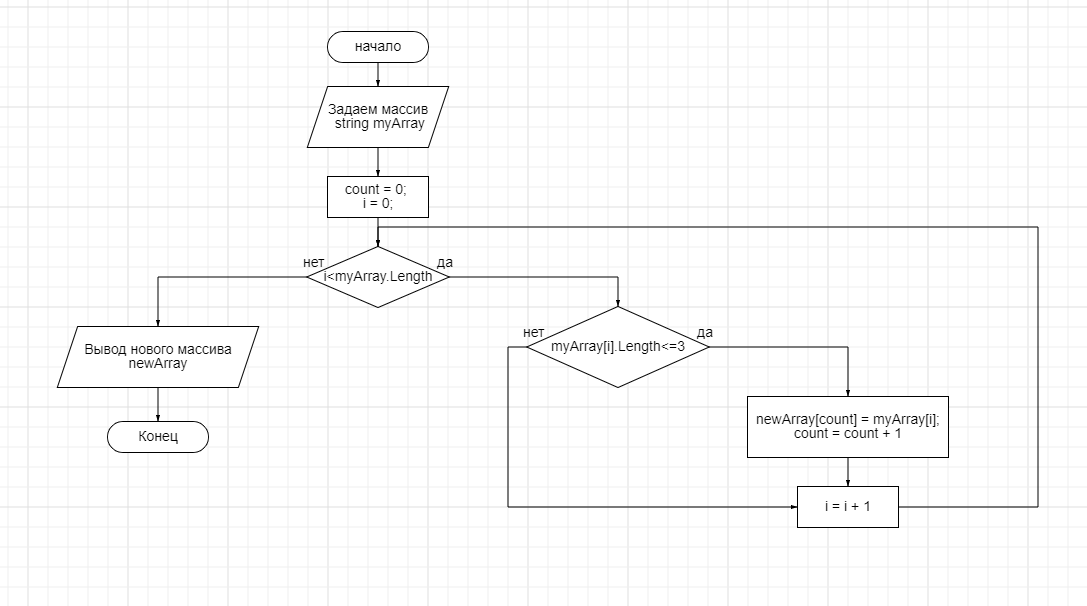 начало
Задаем массив
string myArray
count = 0;
i = 0;
нет
да
i<myArray.Length
нет
да
myArray[i].Length<=3
Вывод нового массива
newArray
newArray[count] = myArray[i];
count = count + 1
Конец
i = i + 1